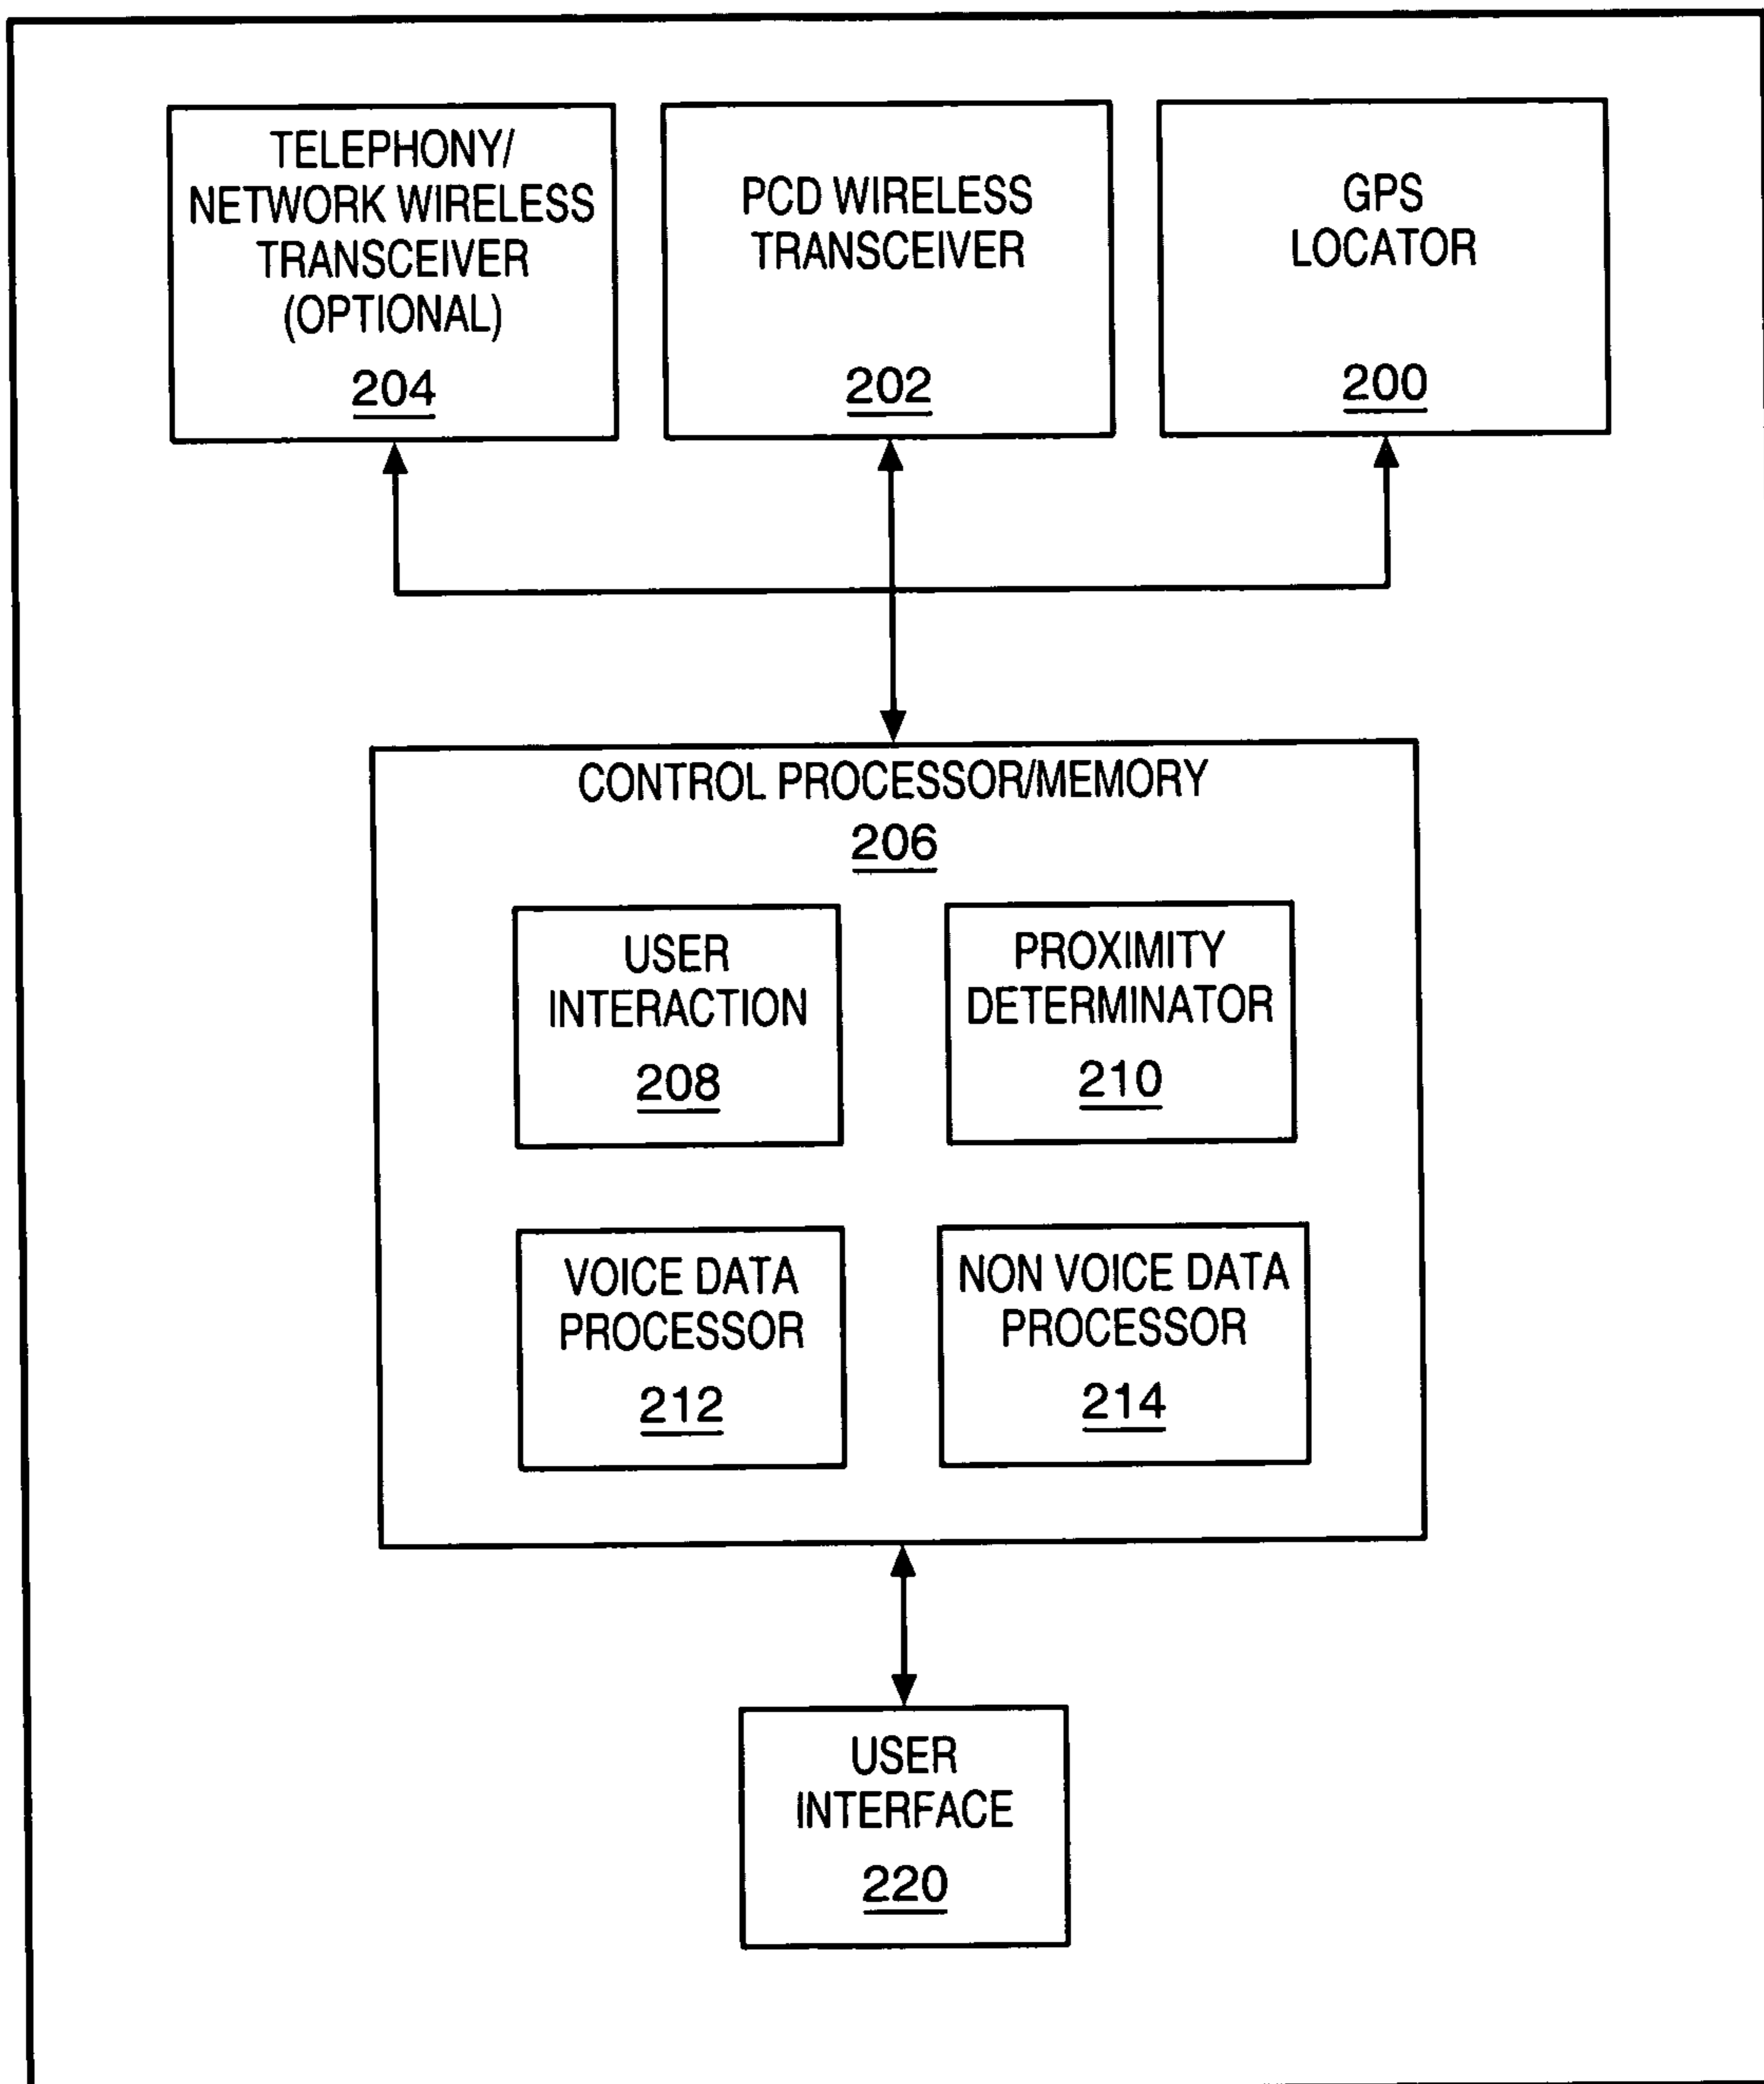 TELEPHONY/
NETWORK WIRELESS
TRANSCEIVER
(OPTIONAL)
204
PCD WIRELESS
TRANSCEIVER
202
GPS
LOCATOR
200
CONTROL PROCESSOR/MEMORY
206
USER
INTERACTION
208
PROXIMITY
DETERMINATOR
210
VOICE DATA
PROCESSOR
212
NON VOICE DATA
PROCESSOR
214
USER
INTERFACE
220